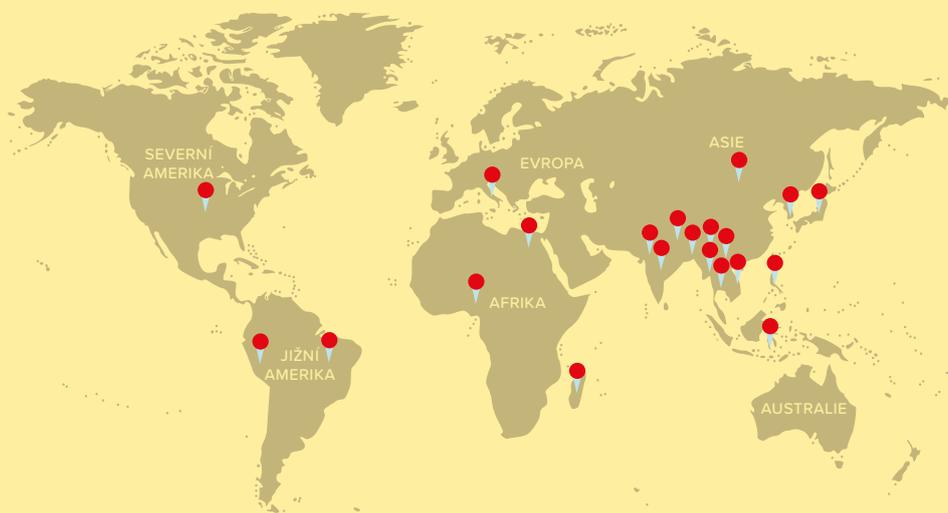 SEVERNÍ
AMERIKA
EVROPA
ASIE
AFRIKA
JIŽNÍ
AMERIKA
AUSTRALIE